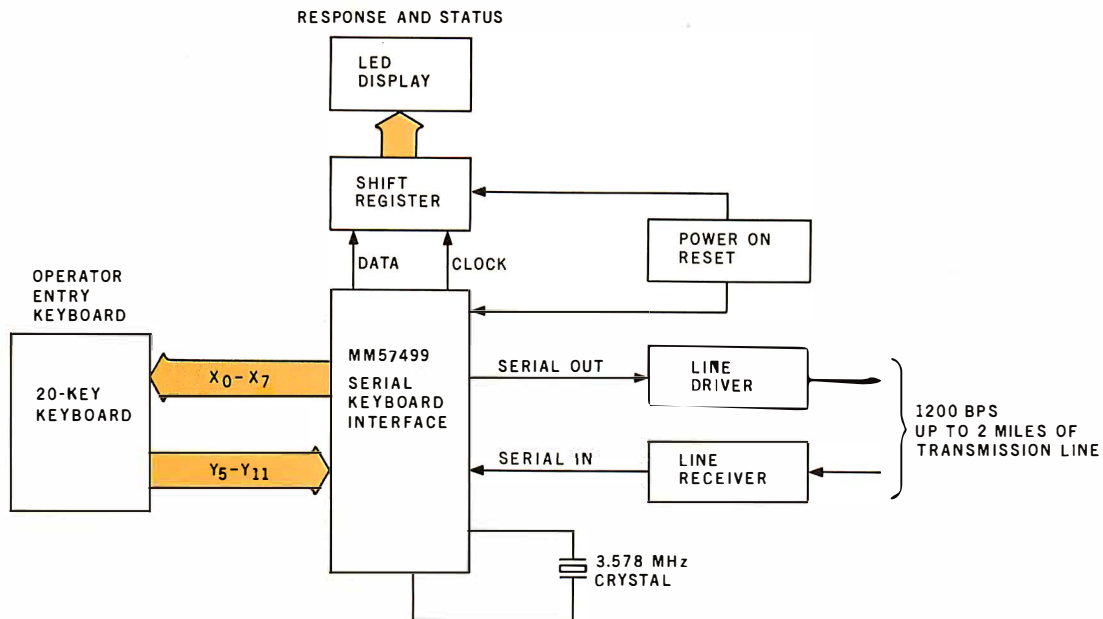 RESPONSE AND STATUS
LED
DISPLAY
SHIFT
REGISTER
POWER ON
RESET
DATA
CLOCK
OPERATOR
ENTRY
KEYBOARD
20-KEY
KEYBOARD
X0–X7
Y5–Y11
MM57499
SERIAL
KEYBOARD
INTERFACE
SERIAL OUT
LINE
DRIVER
SERIAL IN
LINE
RECEIVER
1200 BPS
UP TO 2 MILES OF
TRANSMISSION LINE
3.578 MHz
CRYSTAL